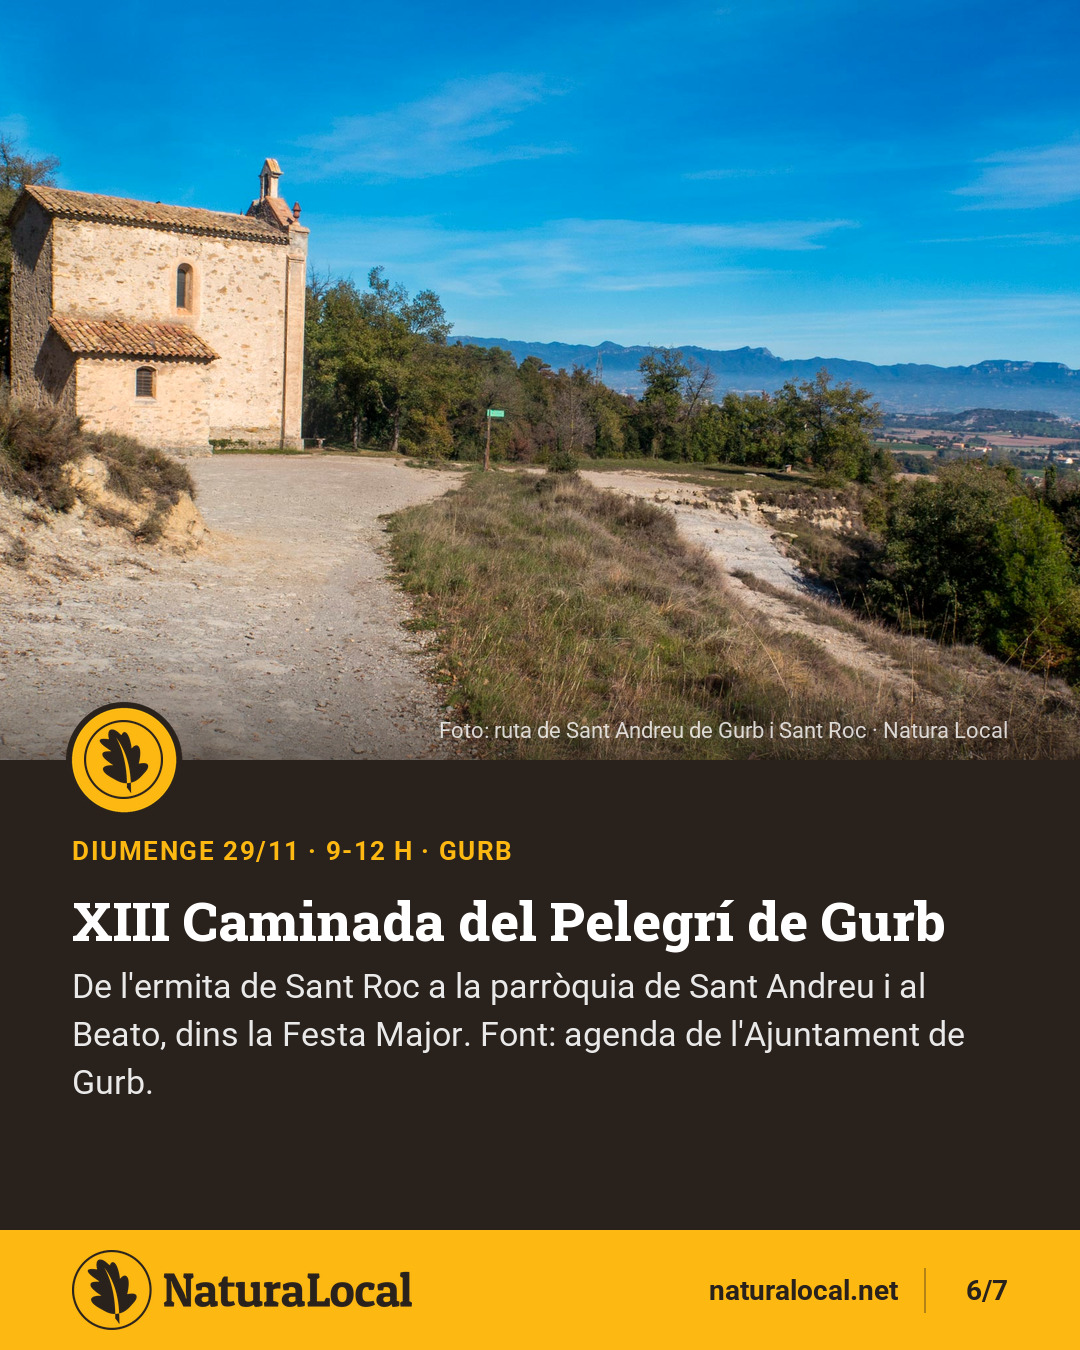 Foto: ruta de Sant Andreu de Gurb i Sant Roc · Natura Local
DIUMENGE 29/11 · 9-12 H · GURB
XIII Caminada del Pelegrí de Gurb
De l'ermita de Sant Roc a la parròquia de Sant Andreu i al
Beato, dins la Festa Major. Font: agenda de l'Ajuntament de
Gurb.
NaturaLocal
naturalocal.net
6/7